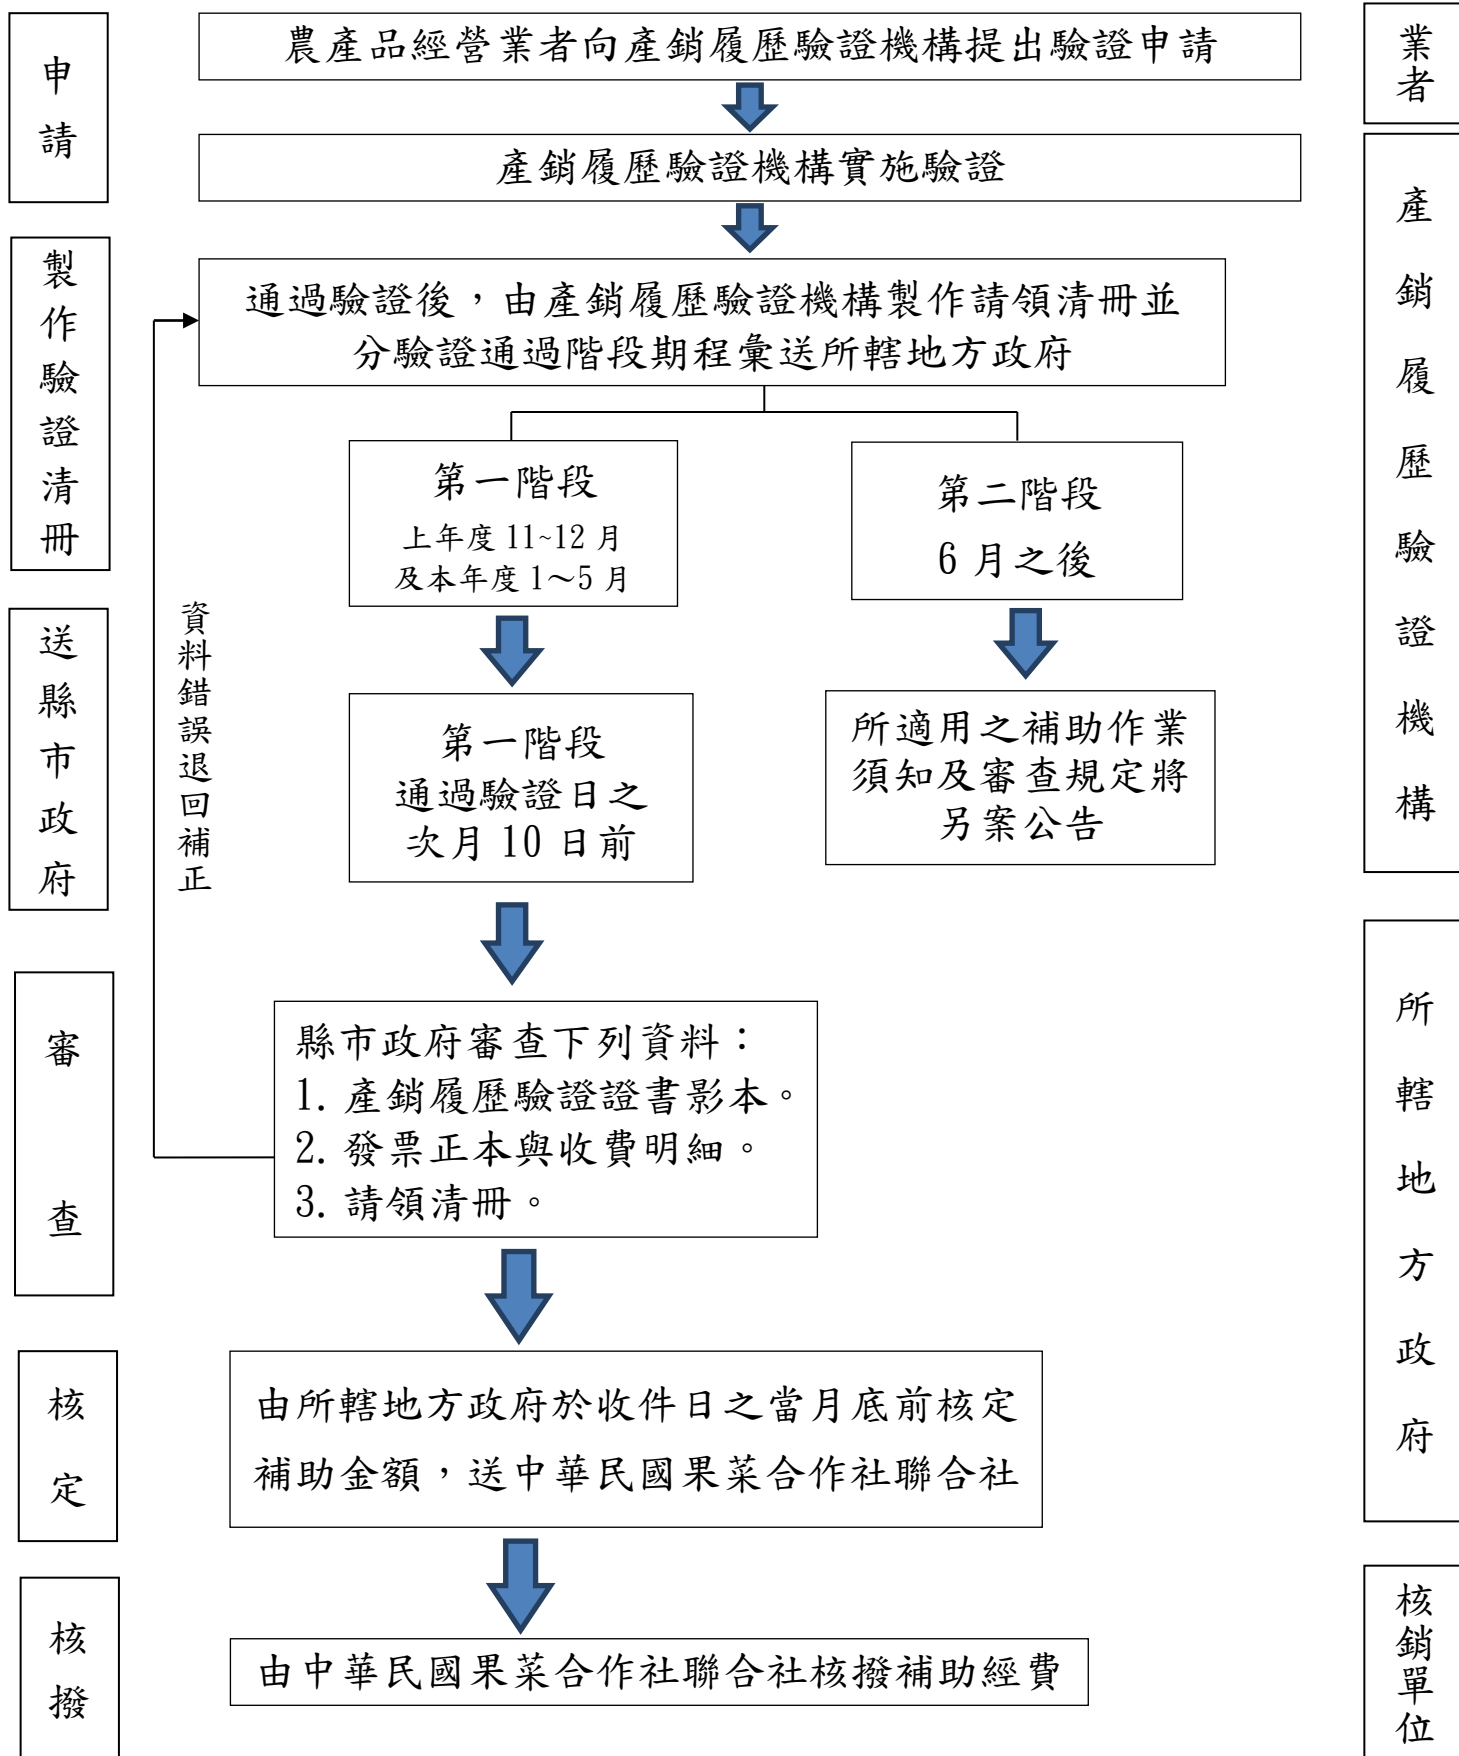 申請
農產品經營業者向產銷履歷驗證機構提出驗證申請
業者
產銷履歷驗證機構實施驗證
產銷履歷驗證機構
製作驗證清冊
通過驗證後，由產銷履歷驗證機構製作請領清冊並
分驗證通過階段期程彙送所轄地方政府
第一階段
上年度 11~12 月
及本年度 1～5 月
第二階段
6 月之後
送縣市政府
資料錯誤退回補正
第一階段
通過驗證日之
次月 10 日前
所適用之補助作業
須知及審查規定將
另案公告
審查
縣市政府審查下列資料：
1. 產銷履歷驗證證書影本。
2. 發票正本與收費明細。
3. 請領清冊。
所轄地方政府
核定
由所轄地方政府於收件日之當月底前核定
補助金額，送中華民國果菜合作社聯合社
核撥
由中華民國果菜合作社聯合社核撥補助經費
核銷單位